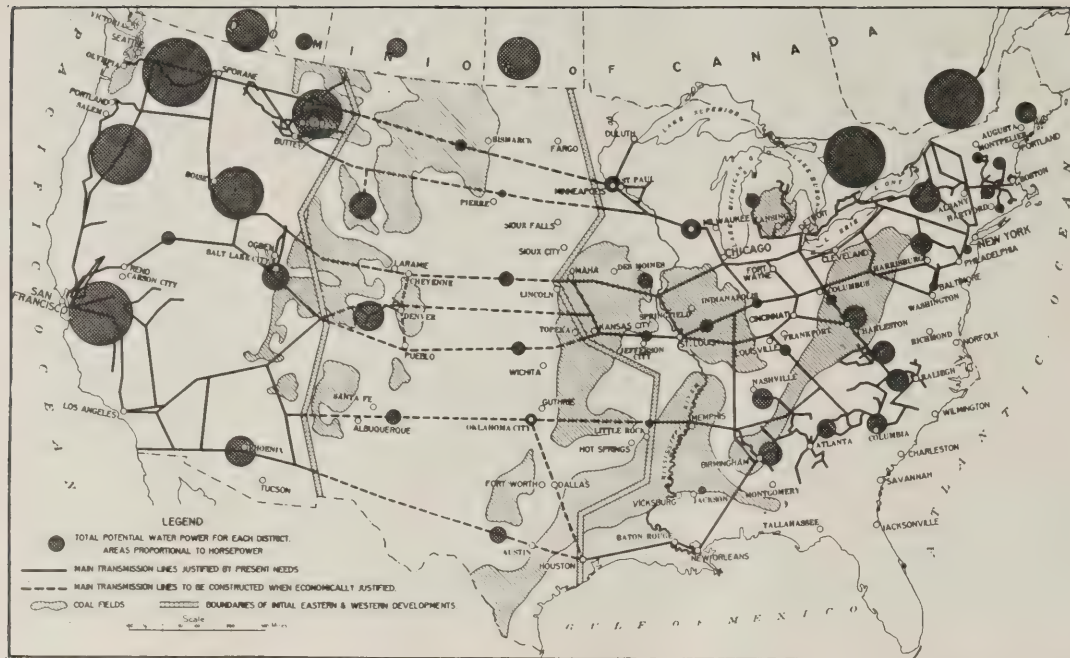 DOMINION OF CANADA
VICTORIA
SEATTLE
OLYMPIA
SPOKANE
PORTLAND
SALEM
BUTTE
BISMARCK
FARGO
DULUTH
LAKE SUPERIOR
AUGUSTA
MONTPELIER
PORTLAND
BOISE
PIERRE
MINNEAPOLIS
ST PAUL
L. MICHIGAN
LAKE HURON
L. ONT.
BOSTON
ALBANY
HARTFORD
SIOUX FALLS
MILWAUKEE
LANSING
DETROIT
L. ERIE
NEW YORK
OGDEN
SALT LAKE CITY
SIOUX CITY
CHICAGO
CLEVELAND
PHILADELPHIA
RENO
CARSON CITY
LARAMIE
CHEYENNE
OMAHA
DES MOINES
FORT
WAYNE
HARRISBURG
BALTIMORE
WASHINGTON
SAN
FRANCISCO
LINCOLN
SPRINGFIELD
INDIANAPOLIS
COLUMBUS
DENVER
TOPEKA
KANSAS CITY
CINCINNATI
CHARLESTON
RICHMOND
NORFOLK
PUEBLO
JEFFERSON
CITY
ST. LOUIS
LOUISVILLE
FRANKFORT
WICHITA
RALEIGH
NASHVILLE
LOS ANGELES
SANTA FE
GUTHRIE
ALBUQUERQUE
OKLAHOMA CITY
LITTLE ROCK
MEMPHIS
WILMINGTON
HOT SPRINGS
ATLANTA
COLUMBIA
PHOENIX
BIRMINGHAM
CHARLESTON
TUCSON
FORT WORTH
DALLAS
VICKSBURG
JACKSON
MONTGOMERY
SAVANNAH
AUSTIN
BATON ROUGE
TALLAHASSEE
JACKSONVILLE
HOUSTON
NEW ORLEANS
MISSISSIPPI RIVER
PACIFIC OCEAN
ATLANTIC OCEAN
GULF OF MEXICO
LEGEND
TOTAL POTENTIAL WATER POWER FOR EACH DISTRICT.
AREAS PROPORTIONAL TO HORSEPOWER
MAIN TRANSMISSION LINES JUSTIFIED BY PRESENT NEEDS
MAIN TRANSMISSION LINES TO BE CONSTRUCTED WHEN ECONOMICALLY JUSTIFIED.
COAL FIELDS
BOUNDARIES OF INITIAL EASTERN & WESTERN DEVELOPMENTS
Scale